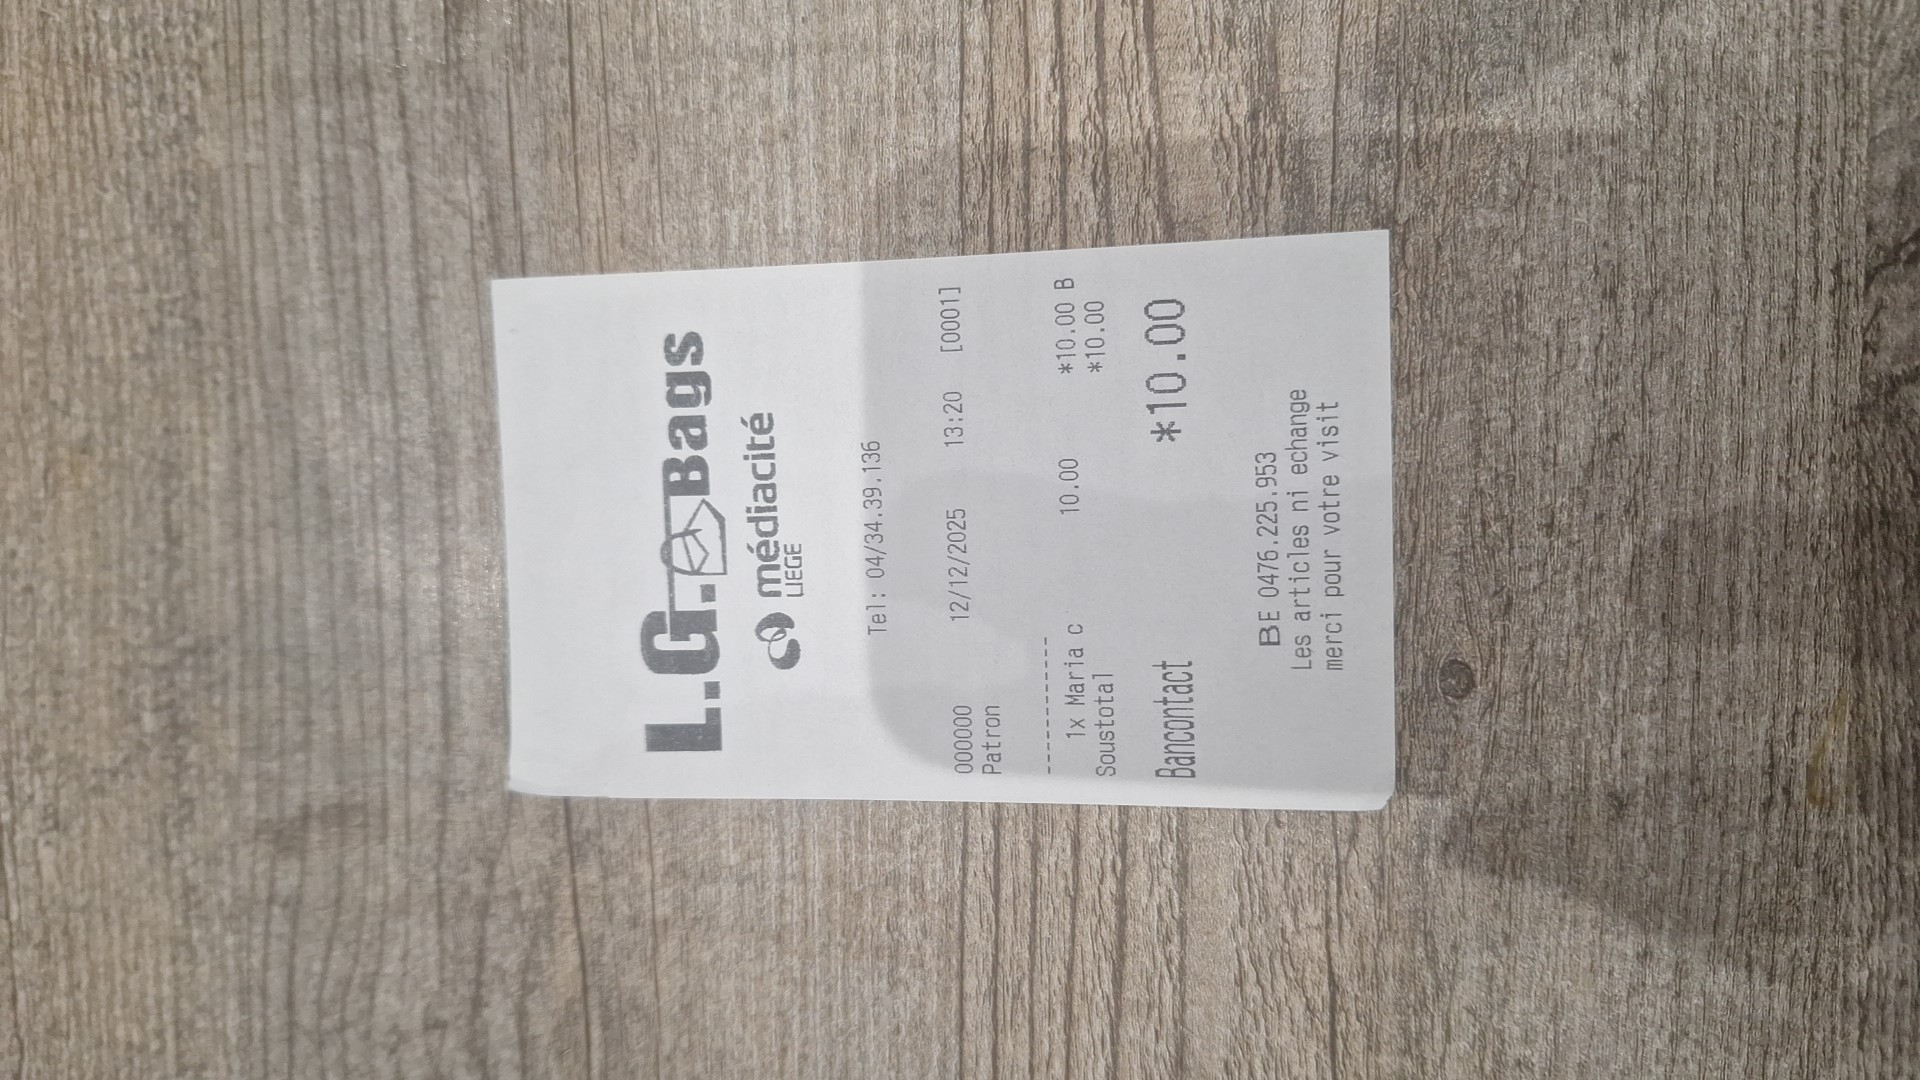 L.G. Bags
médiacité
LIEGE
Tel: 04/34.39.136
000000 12/12/2025 13:20 [0001]
Patron
------------
1x Maria c 10.00 *10.00 B
Soustotal *10.00
Bancontact *10.00
BE 0476.225.953
Les articles ni echange
merci pour votre visit